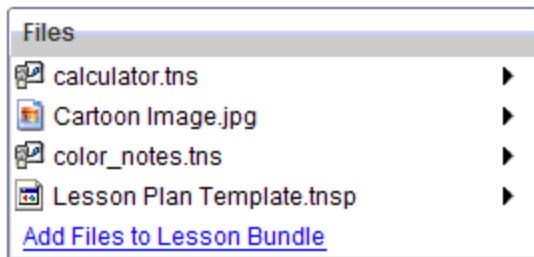 Files
calculator.tns
Cartoon Image.jpg
color_notes.tns
Lesson Plan Template.tnsp
Add Files to Lesson Bundle